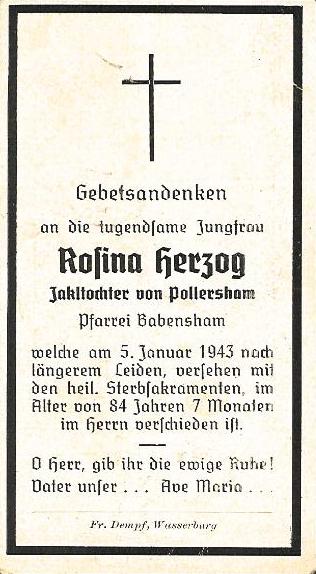 Gebetsandenken
an die tugendsame Jungfrau
Rosina Herzog
Jakltochter von Pollersham
Pfarrei Babensham
welche am 5. Januar 1943 nach
längerem Leiden, versehen mit
den heil. Sterbsakramenten, im
Alter von 84 Jahren 7 Monaten
im Herrn verschieden ist.
O Herr, gib ihr die ewige Ruhe!
Vater unser . . . Ave Maria . . .
Fr. Dempf, Wasserburg